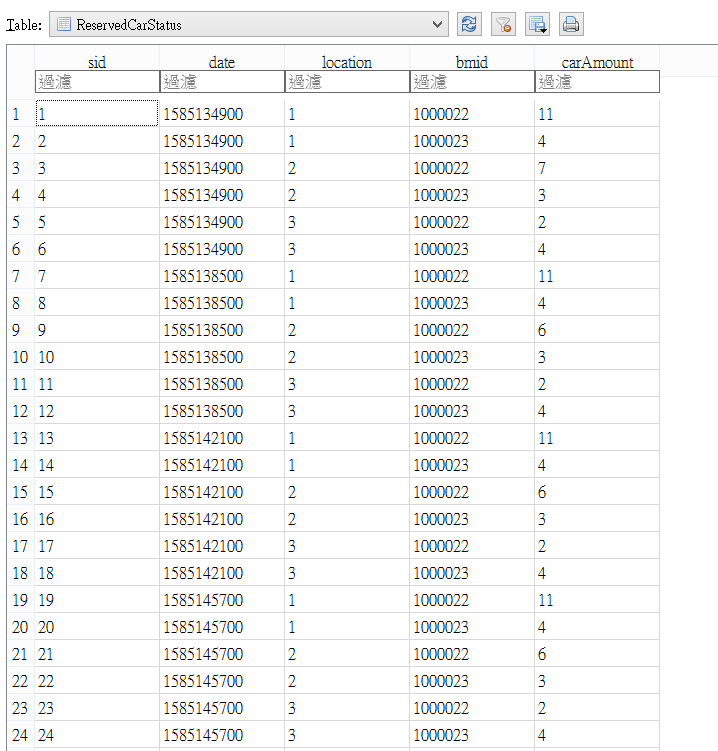 Table: ReservedCarStatus
sid date location bmid carAmount
過濾 過濾 過濾 過濾 過濾
1 1 1585134900 1 1000022 11
2 2 1585134900 1 1000023 4
3 3 1585134900 2 1000022 7
4 4 1585134900 2 1000023 3
5 5 1585134900 3 1000022 2
6 6 1585134900 3 1000023 4
7 7 1585138500 1 1000022 11
8 8 1585138500 1 1000023 4
9 9 1585138500 2 1000022 6
10 10 1585138500 2 1000023 3
11 11 1585138500 3 1000022 2
12 12 1585138500 3 1000023 4
13 13 1585142100 1 1000022 11
14 14 1585142100 1 1000023 4
15 15 1585142100 2 1000022 6
16 16 1585142100 2 1000023 3
17 17 1585142100 3 1000022 2
18 18 1585142100 3 1000023 4
19 19 1585145700 1 1000022 11
20 20 1585145700 1 1000023 4
21 21 1585145700 2 1000022 6
22 22 1585145700 2 1000023 3
23 23 1585145700 3 1000022 2
24 24 1585145700 3 1000023 4